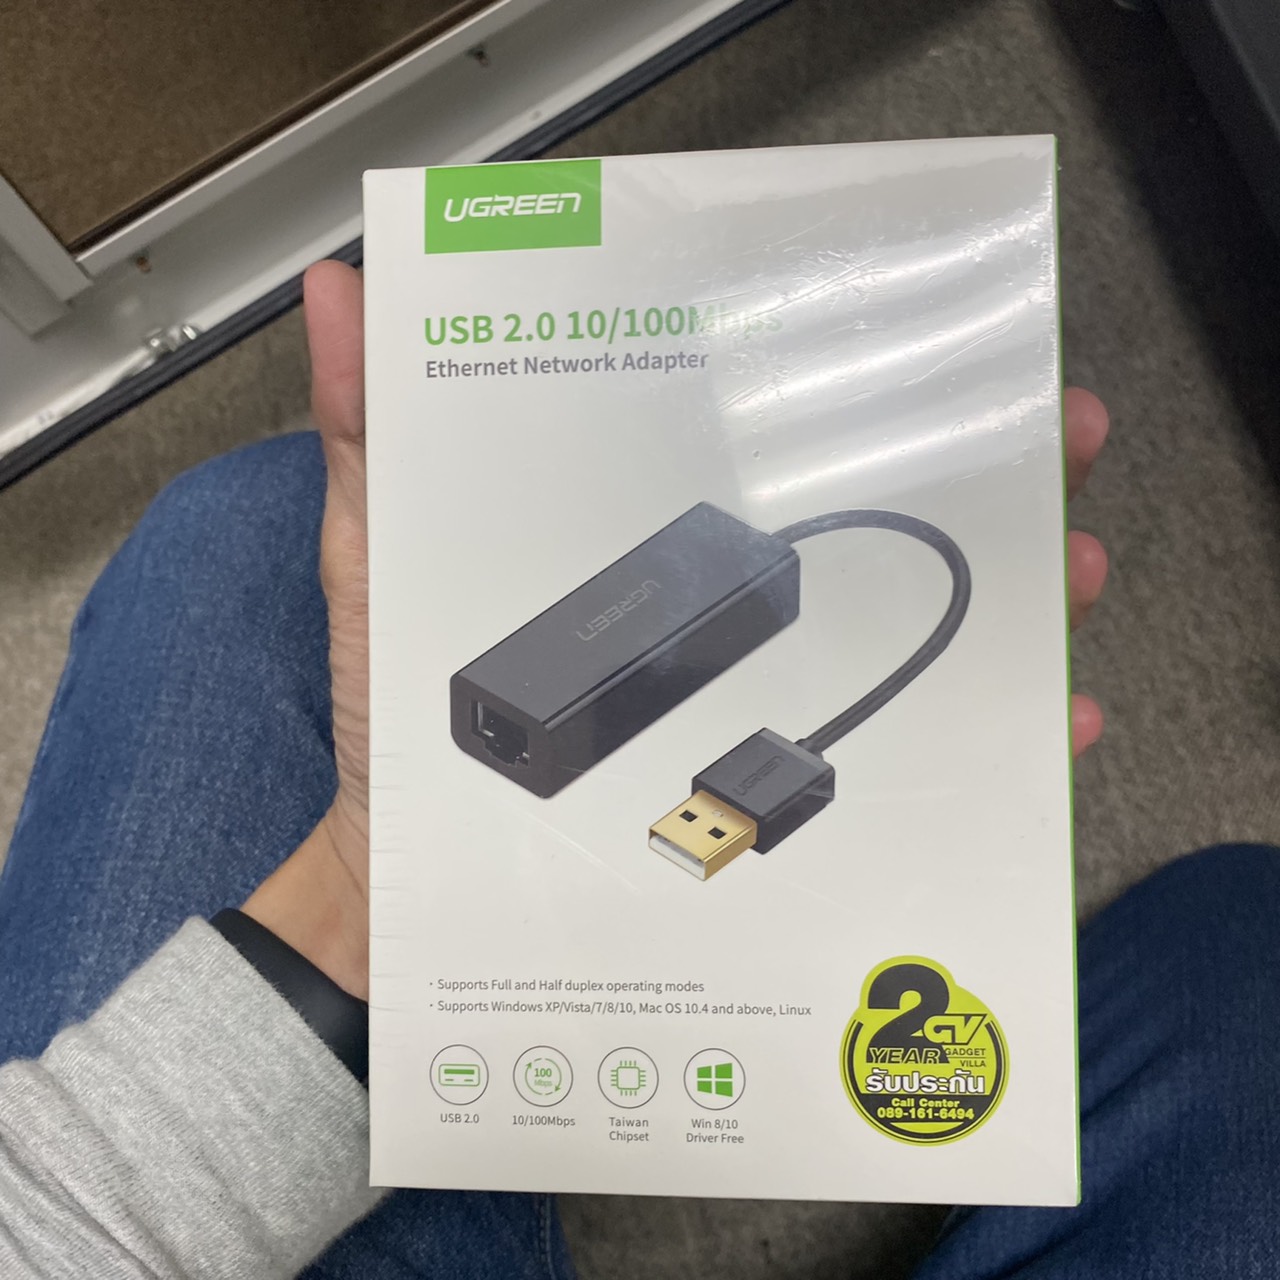 UGREEN
USB 2.0 10/100Mbps
Ethernet Network Adapter
UGREEN
UGREEN
· Supports Full and Half duplex operating modes
· Supports Windows XP/Vista/7/8/10, Mac OS 10.4 and above, Linux
100
Mbps
USB 2.0
10/100Mbps
Taiwan
Chipset
Win 8/10
Driver Free
2
GV
YEAR
GADGET
VILLA
รับประกัน
Call Center
089-161-6494